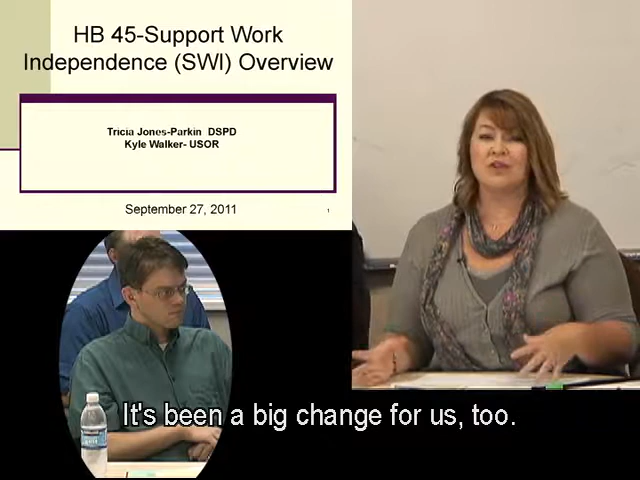 HB 45-Support Work
Independence (SWI) Overview
Tricia Jones-Parkin DSPD
Kyle Walker- USOR
September 27, 2011
1
It's been a big change for us, too.